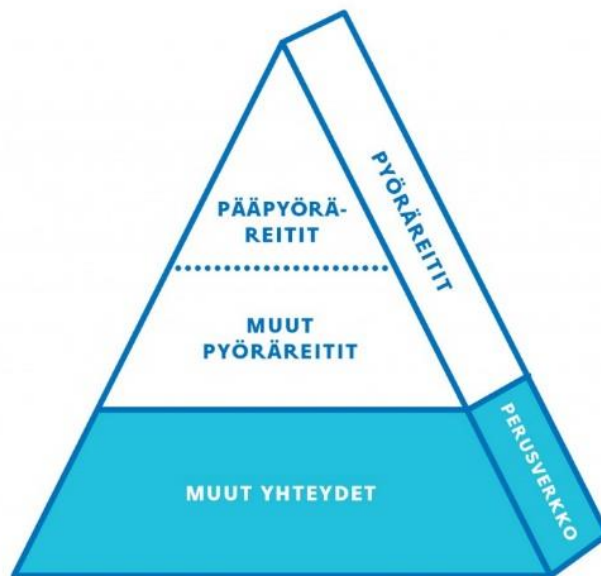 PÄÄPYÖRÄ-
REITIT
PYÖRÄREITIT
MUUT
PYÖRÄREITIT
MUUT YHTEYDET
PERUSVERKKO